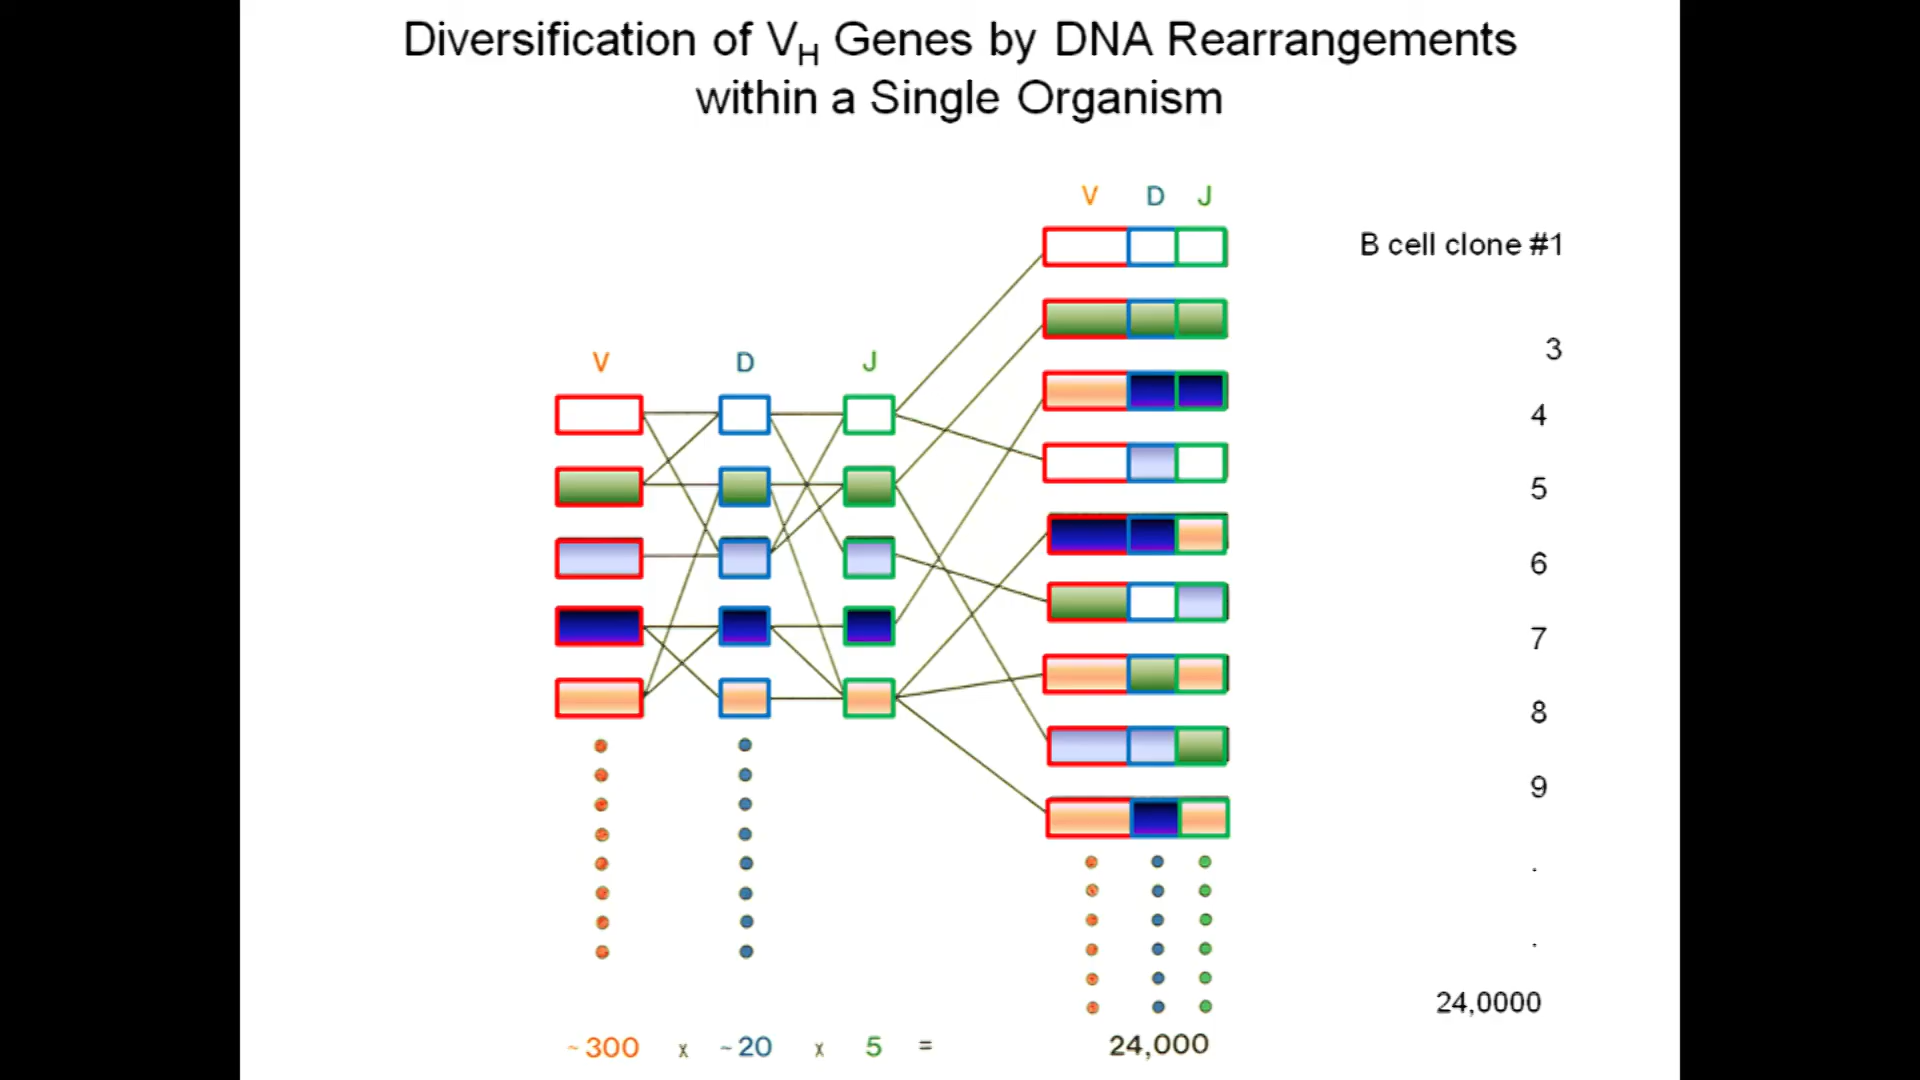 Diversification of VH Genes by DNA Rearrangements
within a Single Organism
V D J
B cell clone #1
3
V D J
4
5
6
7
8
9
.
.
24,0000
~300 x ~20 x 5 = 24,000